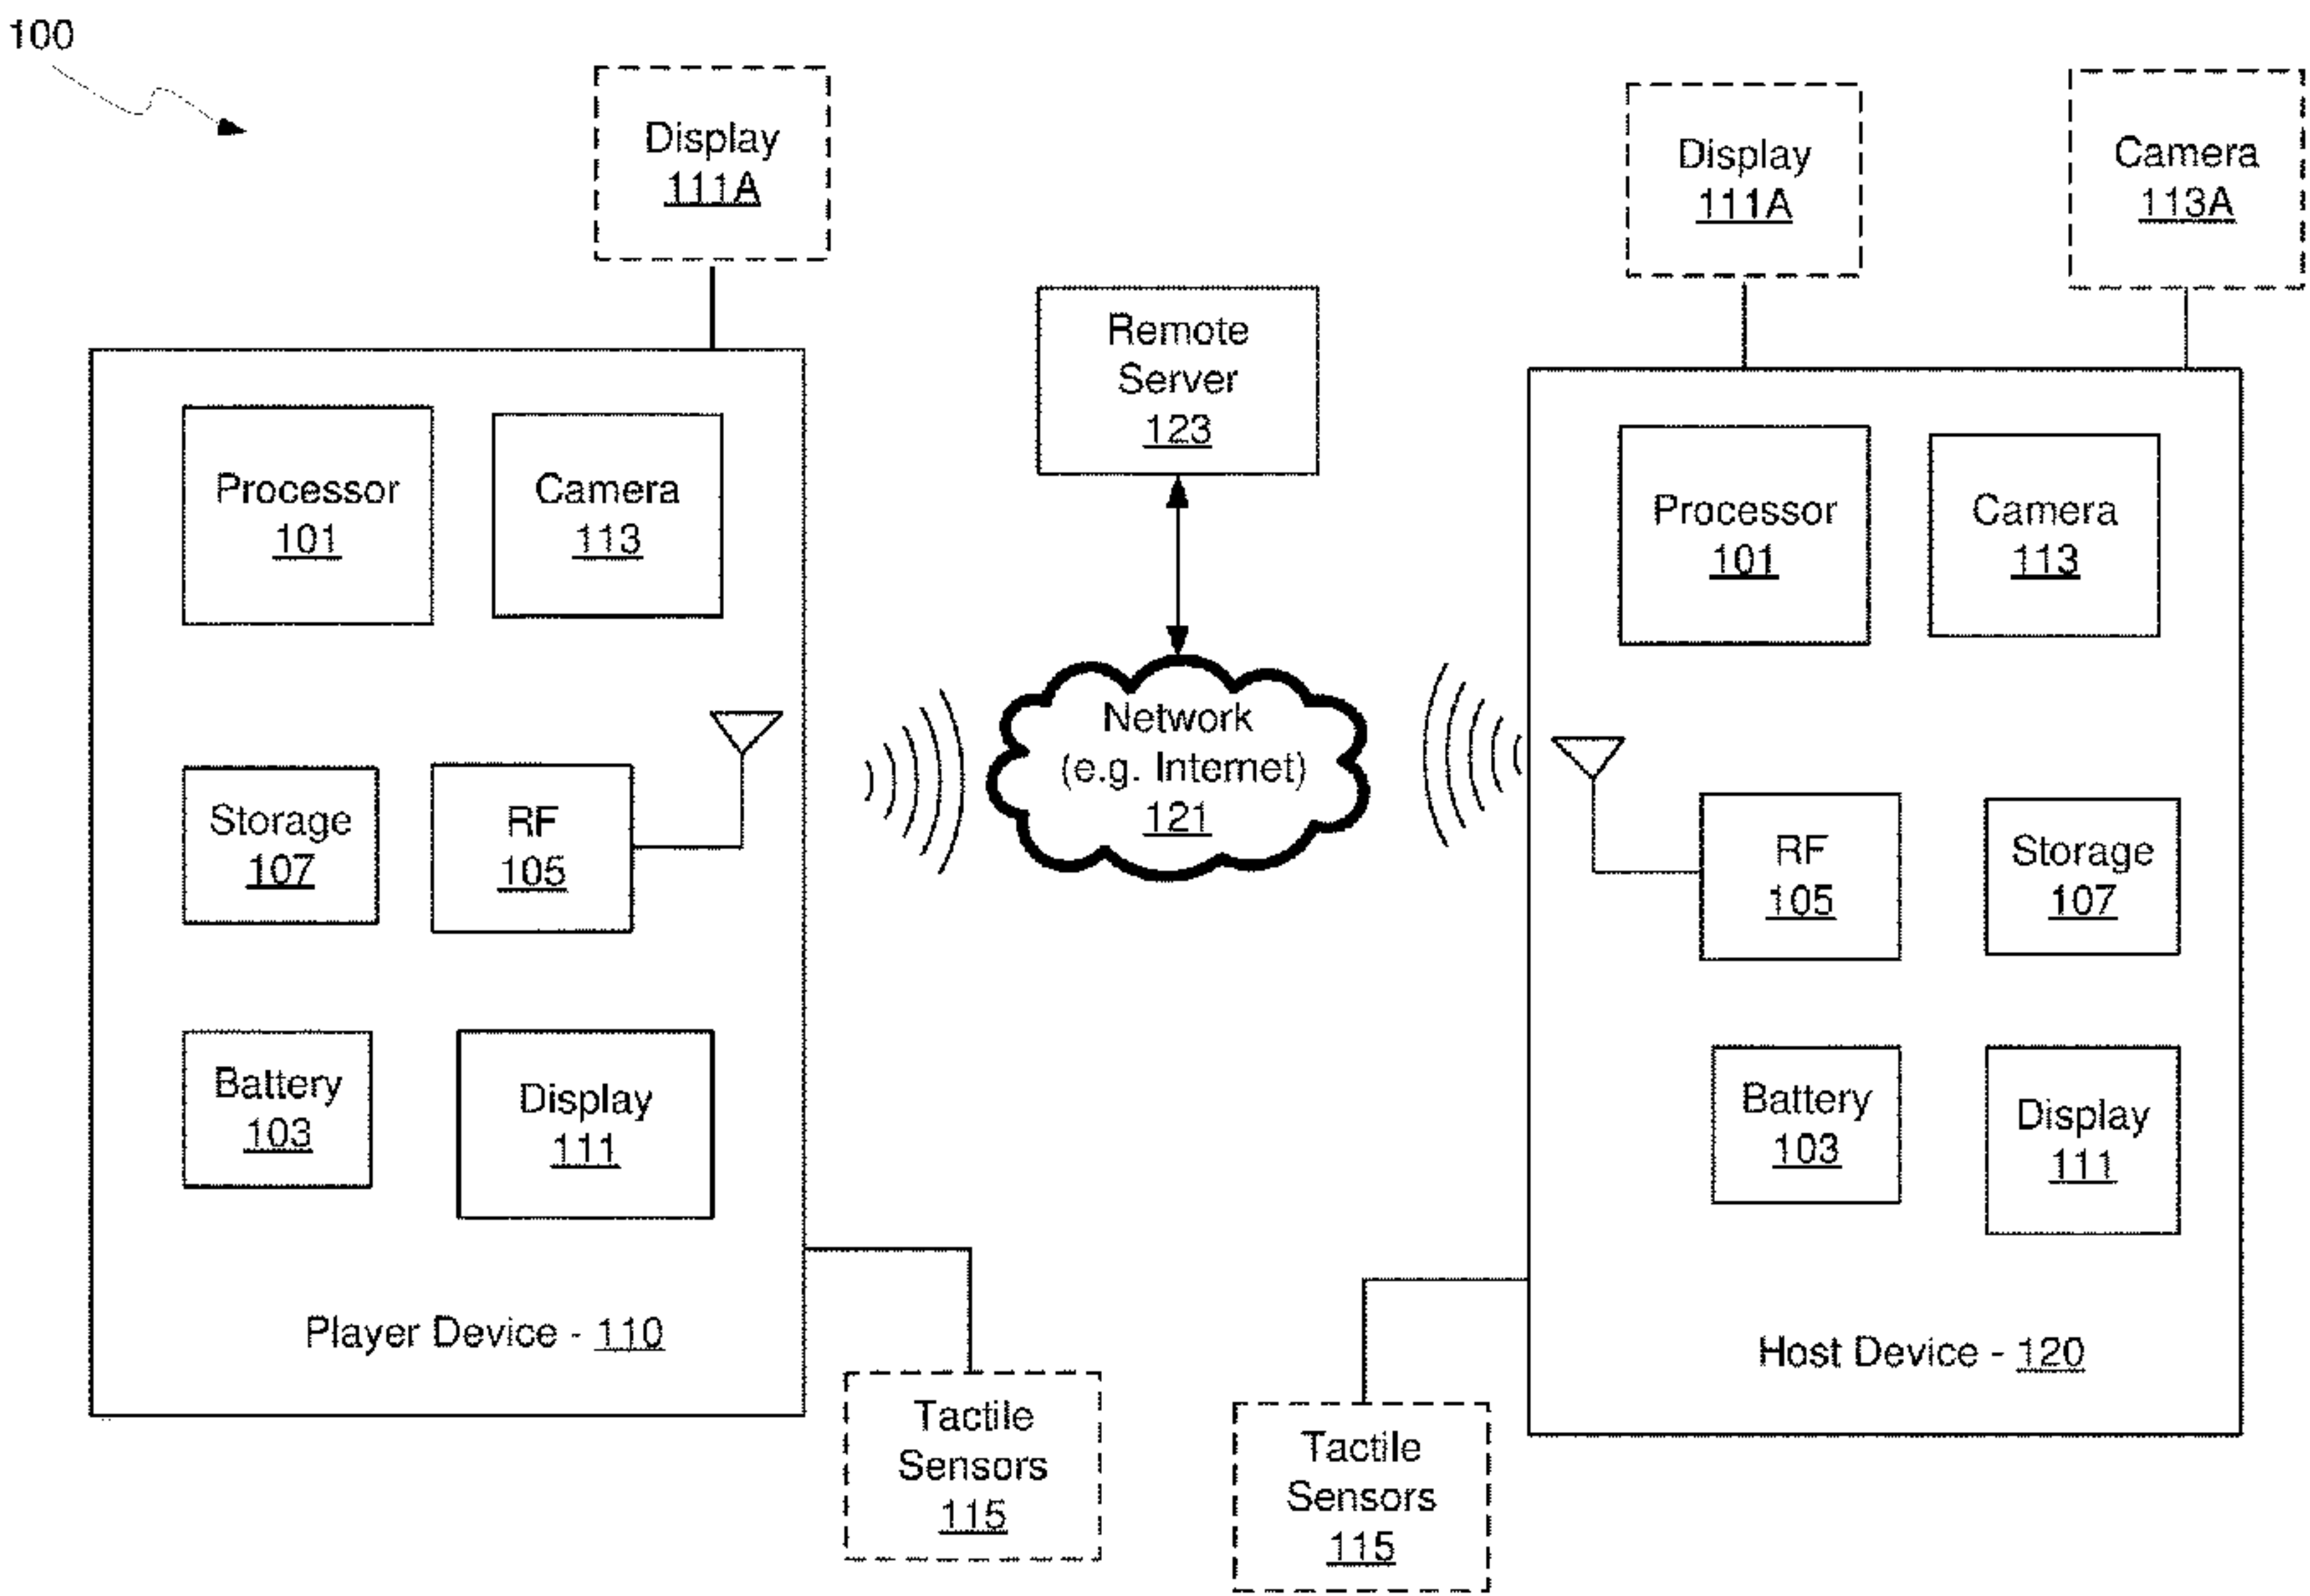 100
Display
111A
Display
111A
Camera
113A
Remote
Server
123
Processor
101
Camera
113
Processor
101
Camera
113
Network
(e.g. Internet)
121
Storage
107
RF
105
RF
105
Storage
107
Battery
103
Display
111
Battery
103
Display
111
Player Device - 110
Host Device - 120
Tactile
Sensors
115
Tactile
Sensors
115